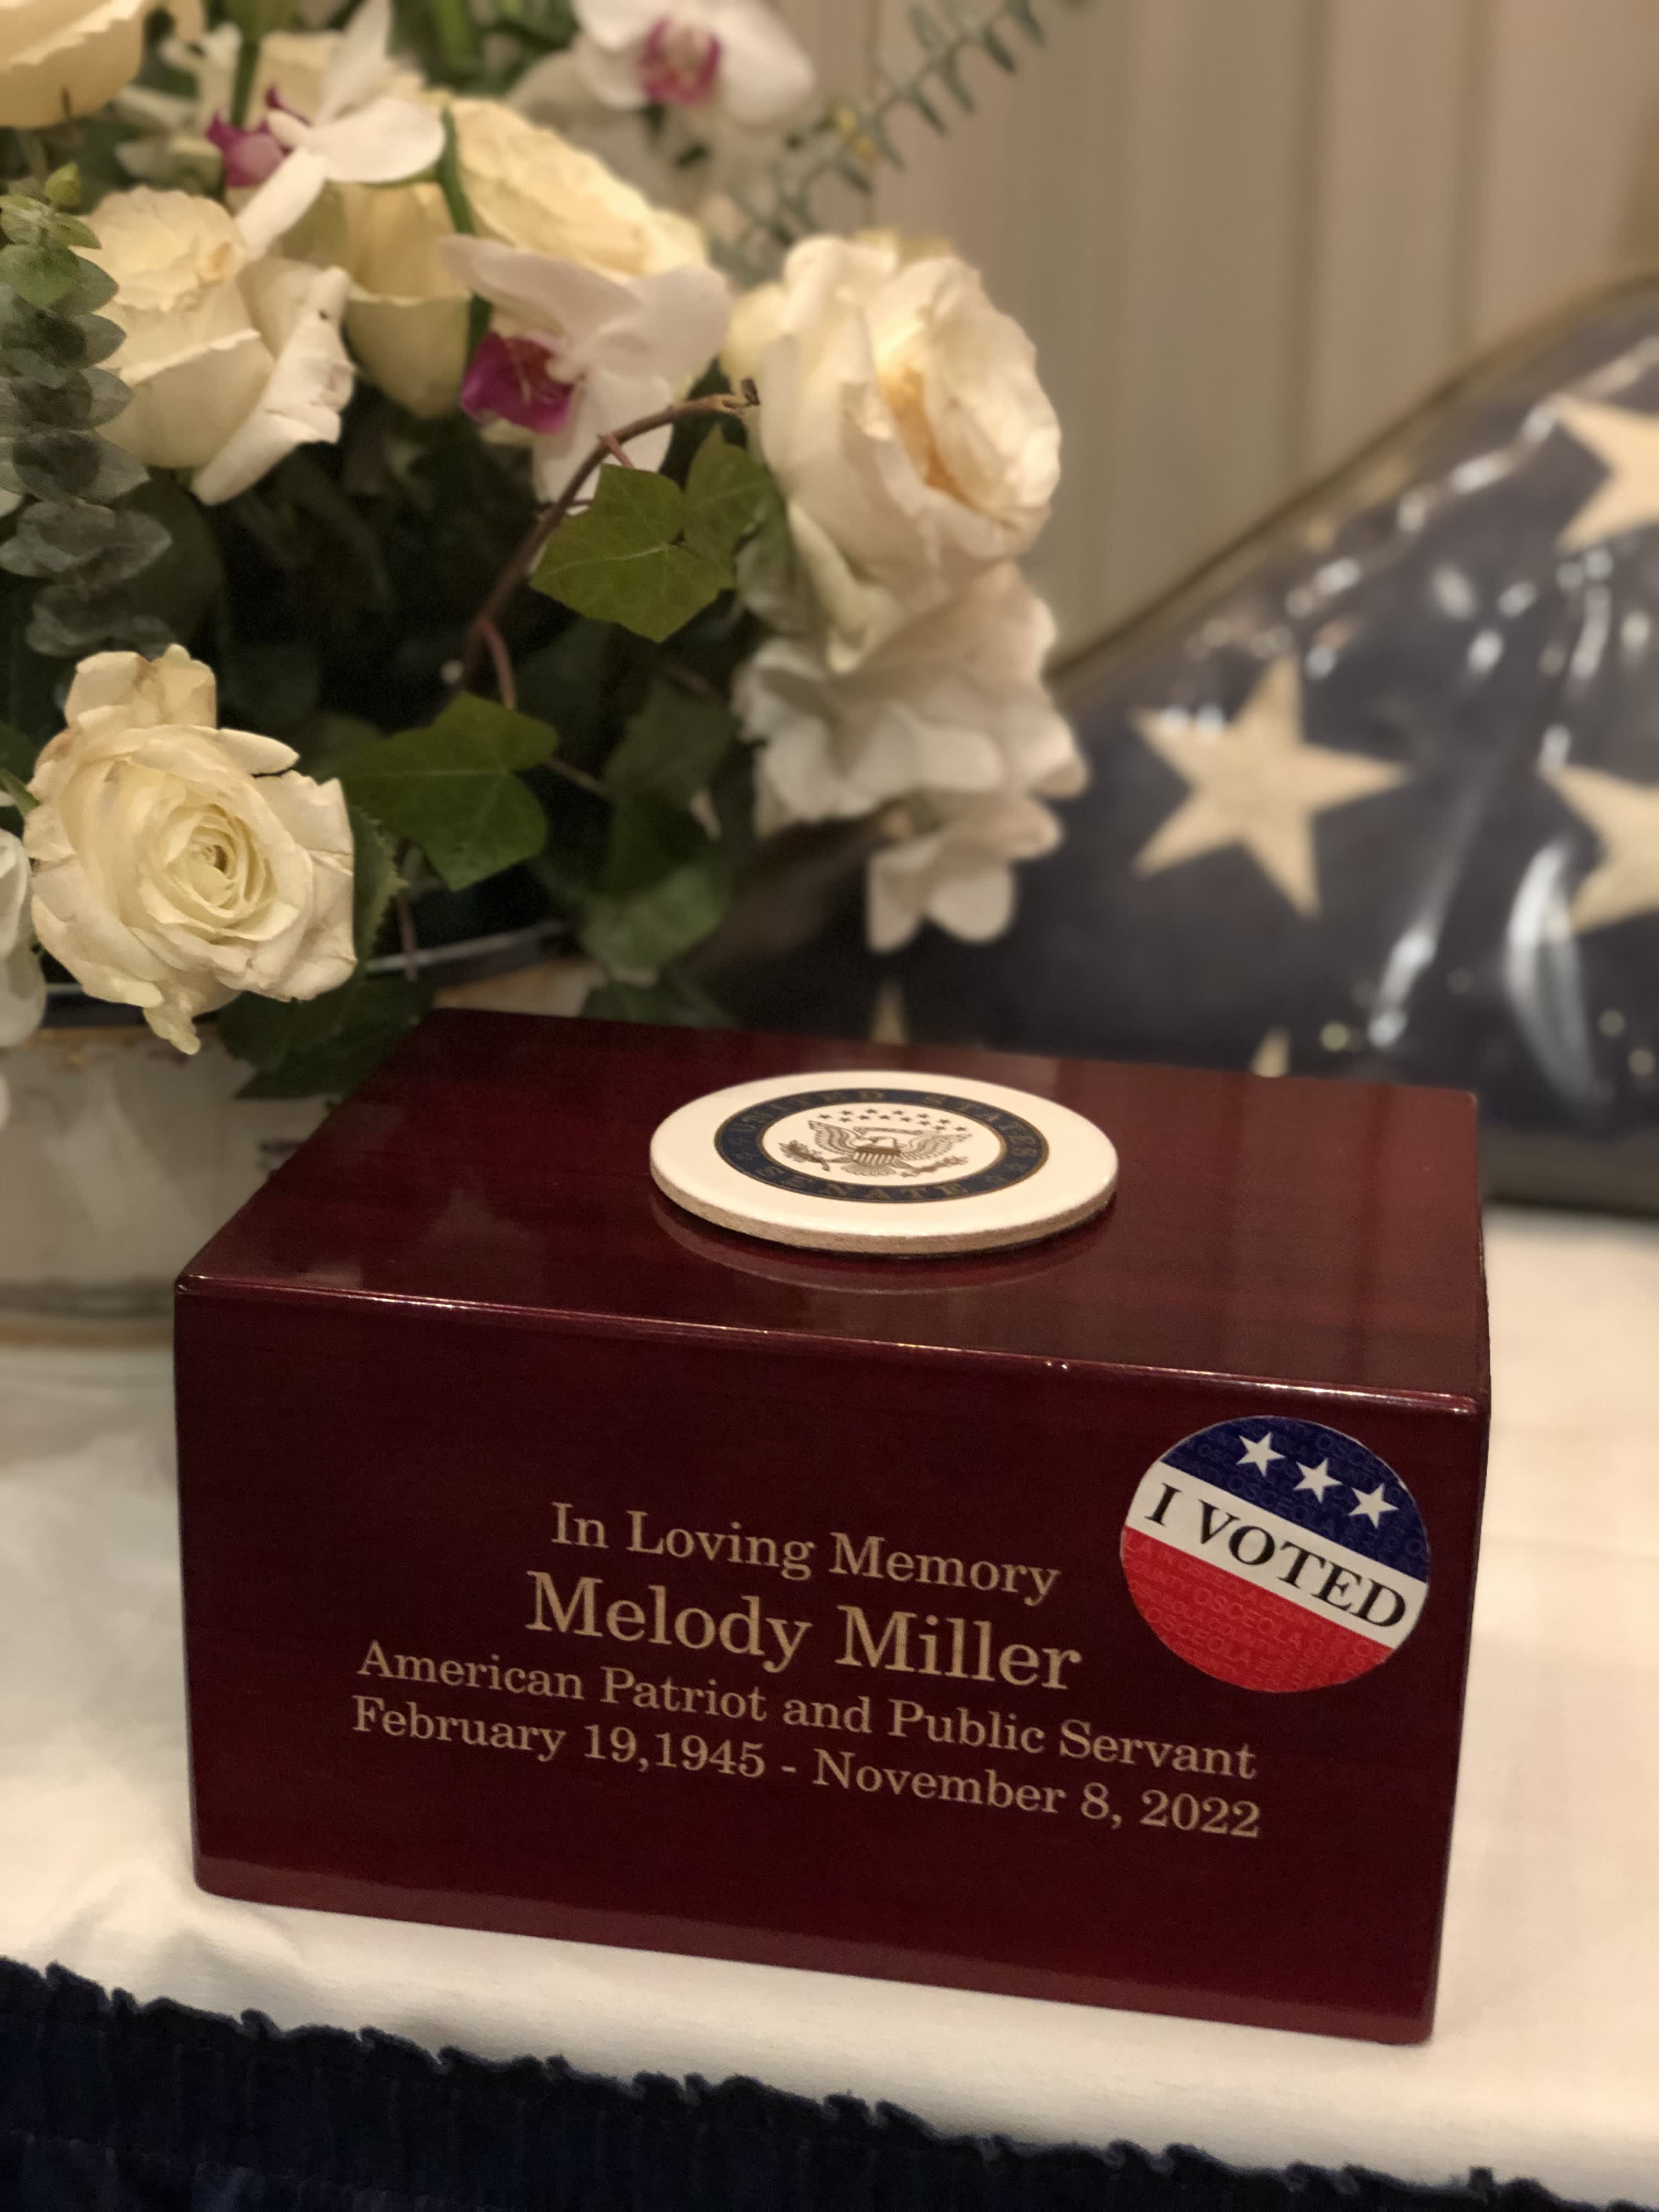 UNITED STATES
SENATE
In Loving Memory
Melody Miller
American Patriot and Public Servant
February 19,1945 - November 8, 2022
I VOTED
OSCEOLA